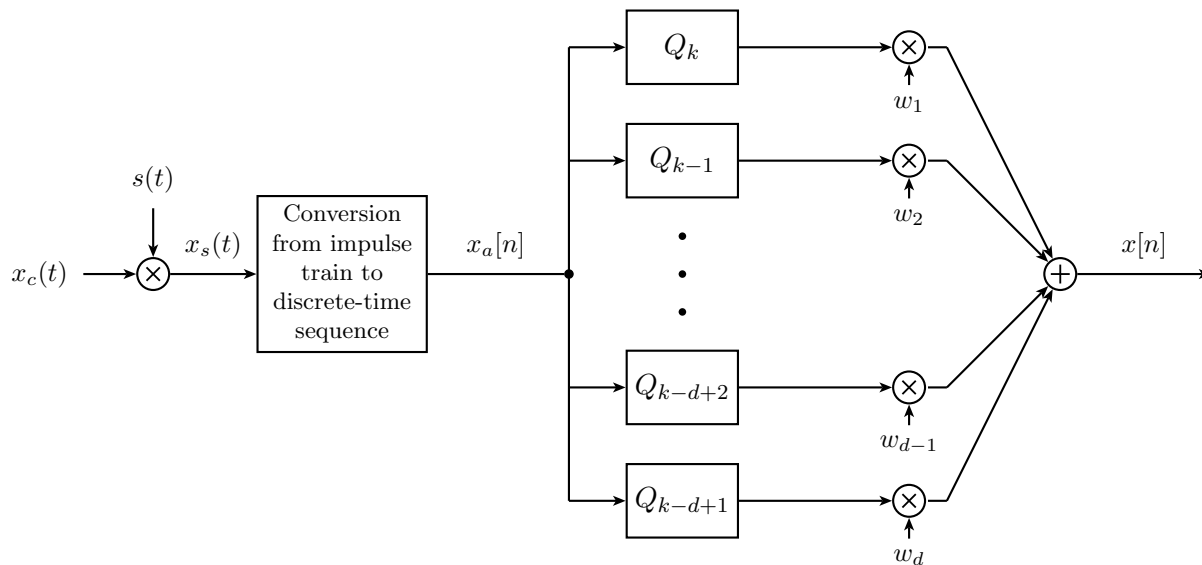 Q_k
w_1
Q_{k−1}
w_2
s(t)
x_c(t)
x_s(t)
Conversion
from impulse
train to
discrete-time
sequence
x_a[n]
x[n]
Q_{k−d+2}
w_{d−1}
Q_{k−d+1}
w_d